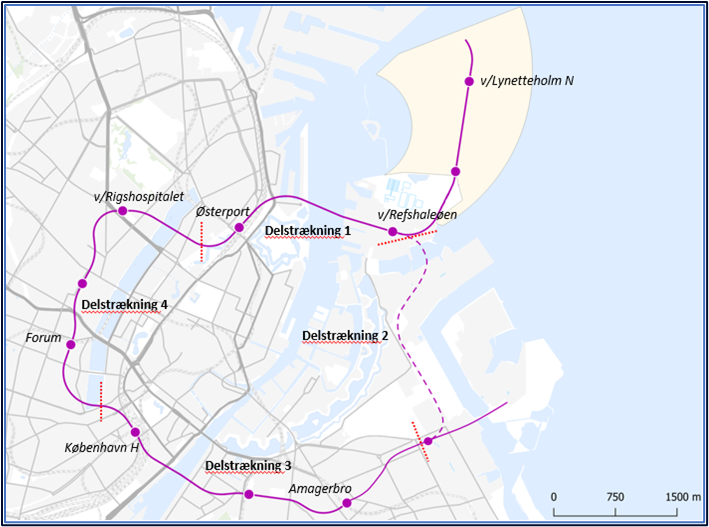 v/Lynetteholm N
v/Rigshospitalet
Østerport
v/Refshaleøen
Delstrækning 1
Delstrækning 4
Forum
Delstrækning 2
København H
Delstrækning 3
Amagerbro
0 750 1500 m